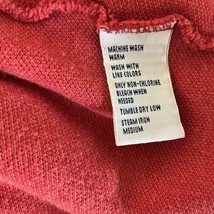 MACHINE WASH
WARM
WASH WITH
LIKE COLORS
ONLY NON-CHLORINE
BLEACH WHEN
NEEDED
TUMBLE DRY LOW
STEAM IRON
MEDIUM